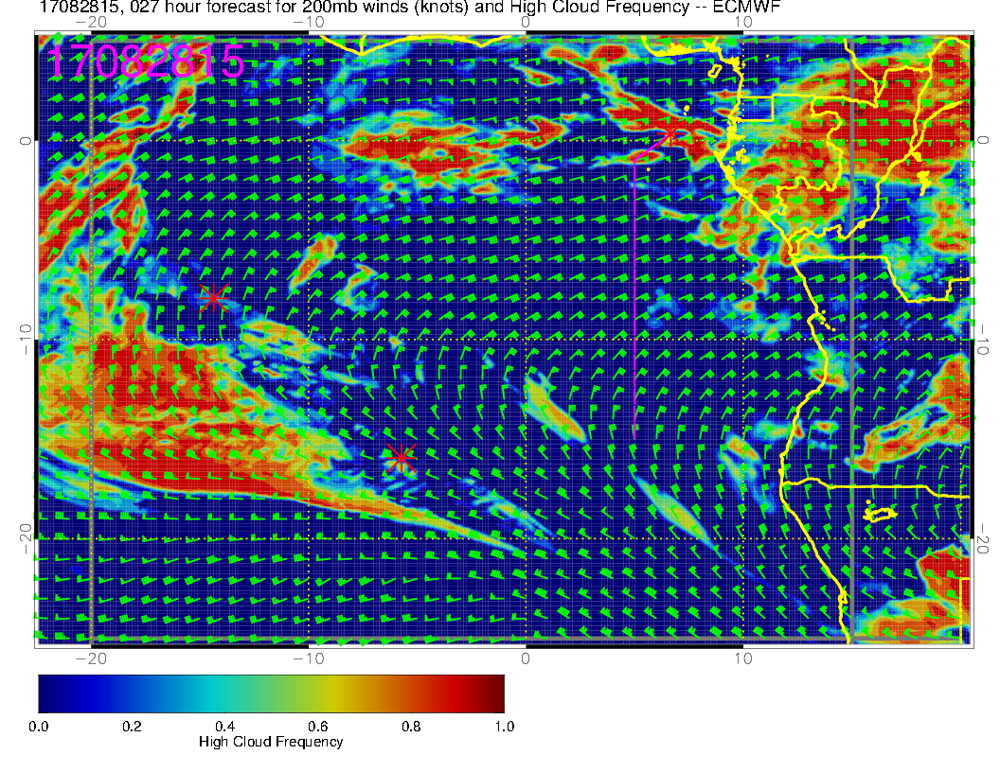 17082815, 027 hour forecast for 200mb winds (knots) and High Cloud Frequency -- ECMWF
−20 −10 0 10
17082815
0 0
−10 −10
−20 −20
−20 −10 0 10
0.0 0.2 0.4 0.6 0.8 1.0
High Cloud Frequency